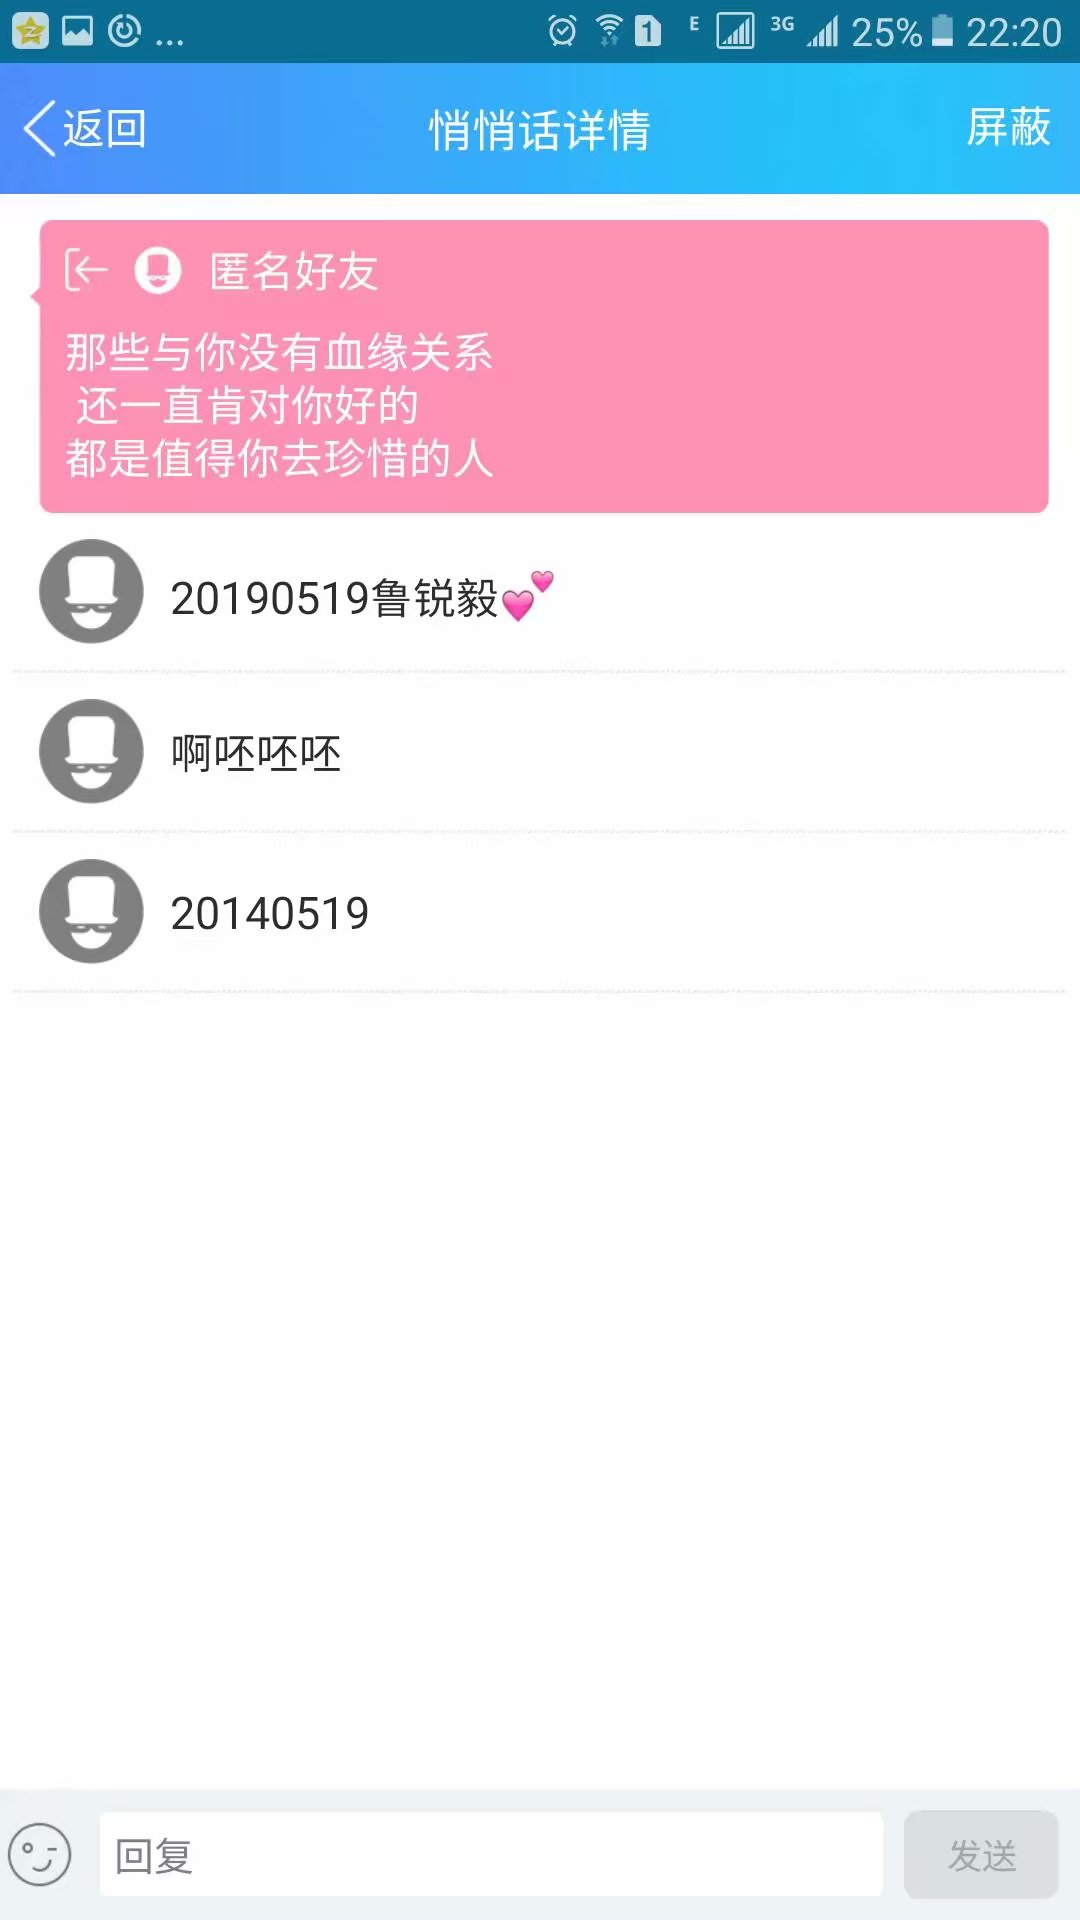 ... 1 E 3G 25% 22:20
返回 悄悄话详情 屏蔽
匿名好友
那些与你没有血缘关系
还一直肯对你好的
都是值得你去珍惜的人
20190519鲁锐毅💕
啊呸呸呸
20140519
回复 发送